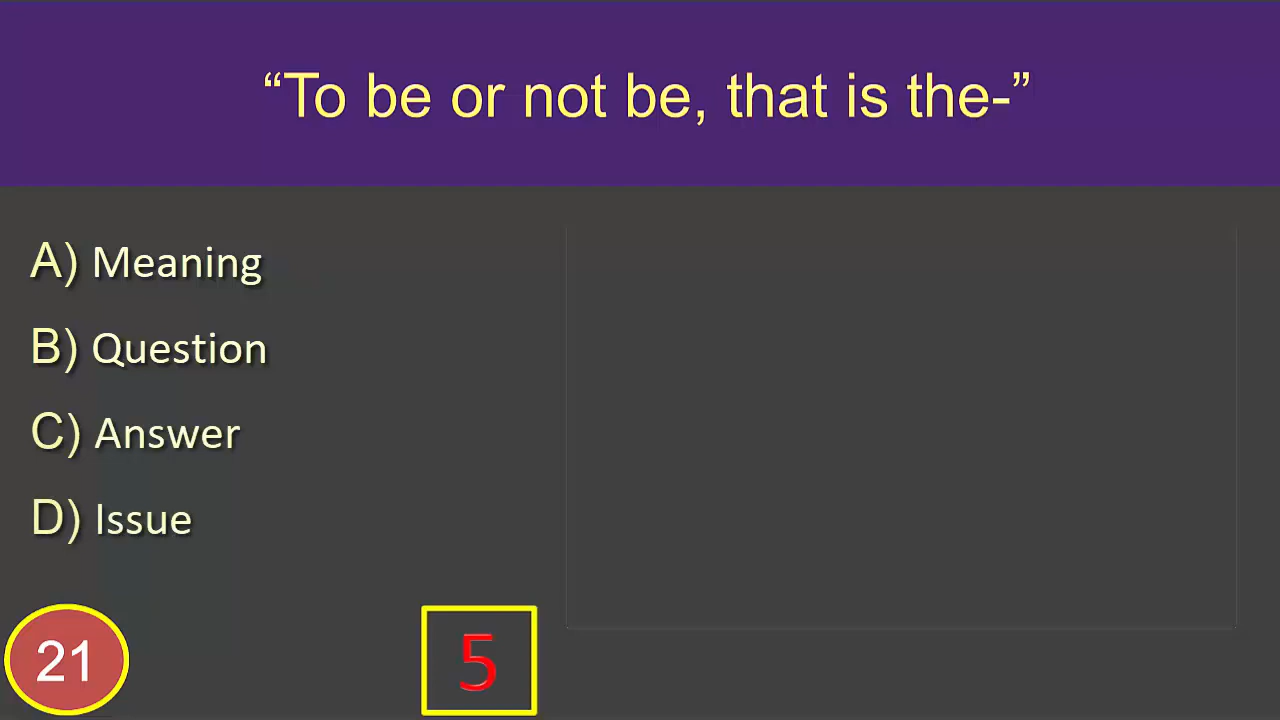 “To be or not be, that is the-”
A) Meaning
B) Question
C) Answer
D) Issue
21
5